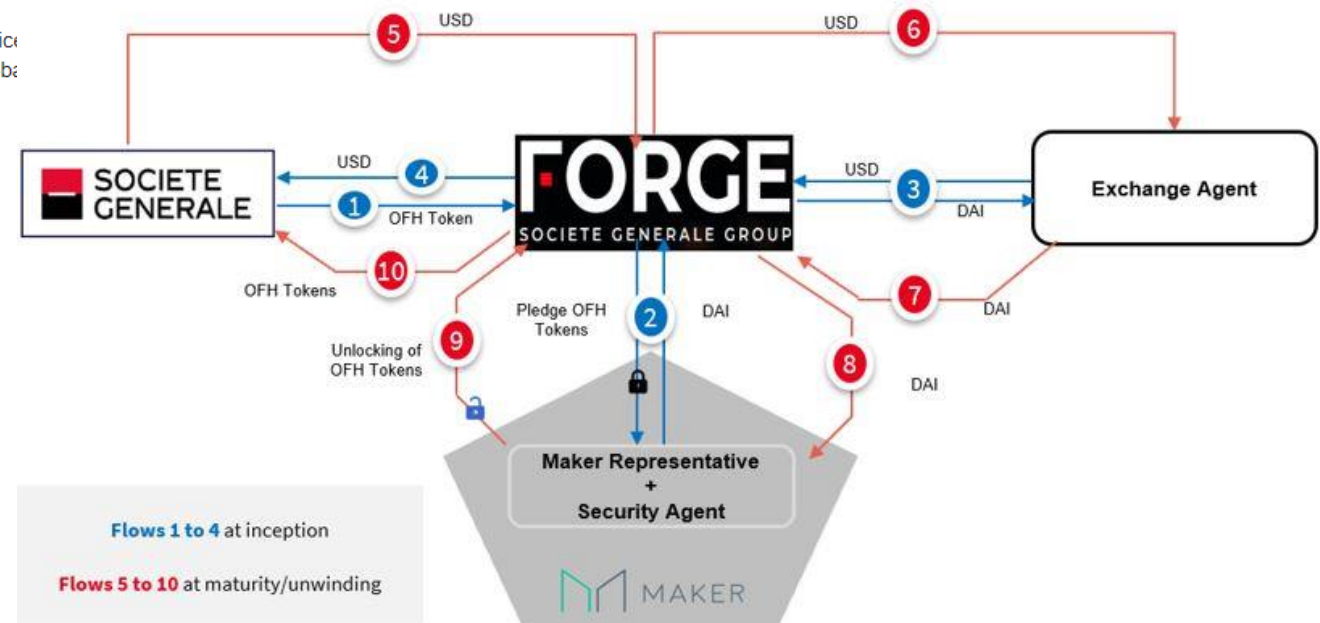 5
USD
USD
6
SOCIETE
GENERALE
USD
4
1
OFH Token
FORGE
SOCIETE GENERALE GROUP
USD
3
DAI
Exchange Agent
10
OFH Tokens
7
DAI
Pledge OFH
Tokens
2
DAI
9
Unlocking of
OFH Tokens
8
DAI
Maker Representative
+
Security Agent
Flows 1 to 4 at inception
Flows 5 to 10 at maturity/unwinding
MAKER